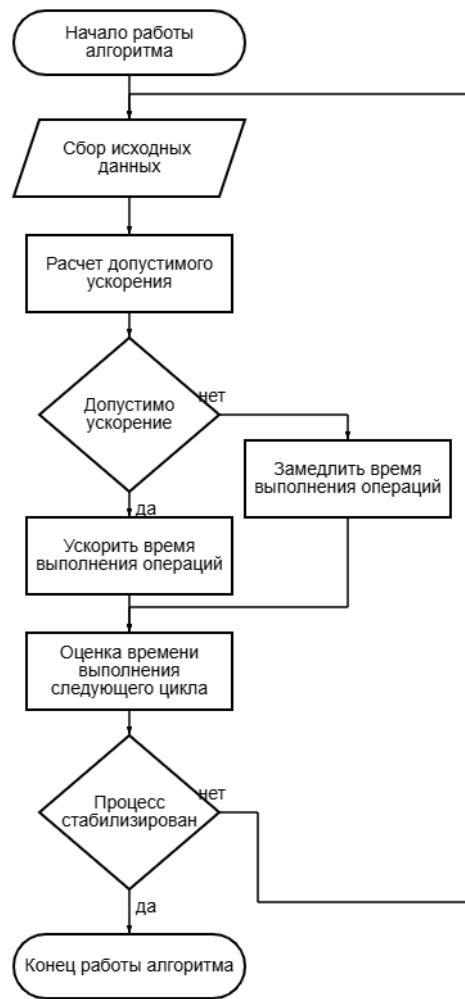 Начало работы
алгоритма
Сбор исходных
данных
Расчет допустимого
ускорения
Допустимо
ускорение
нет
Замедлить время
выполнения операций
да
Ускорить время
выполнения операций
Оценка времени
выполнения
следующего цикла
Процесс
стабилизирован
нет
да
Конец работы алгоритма